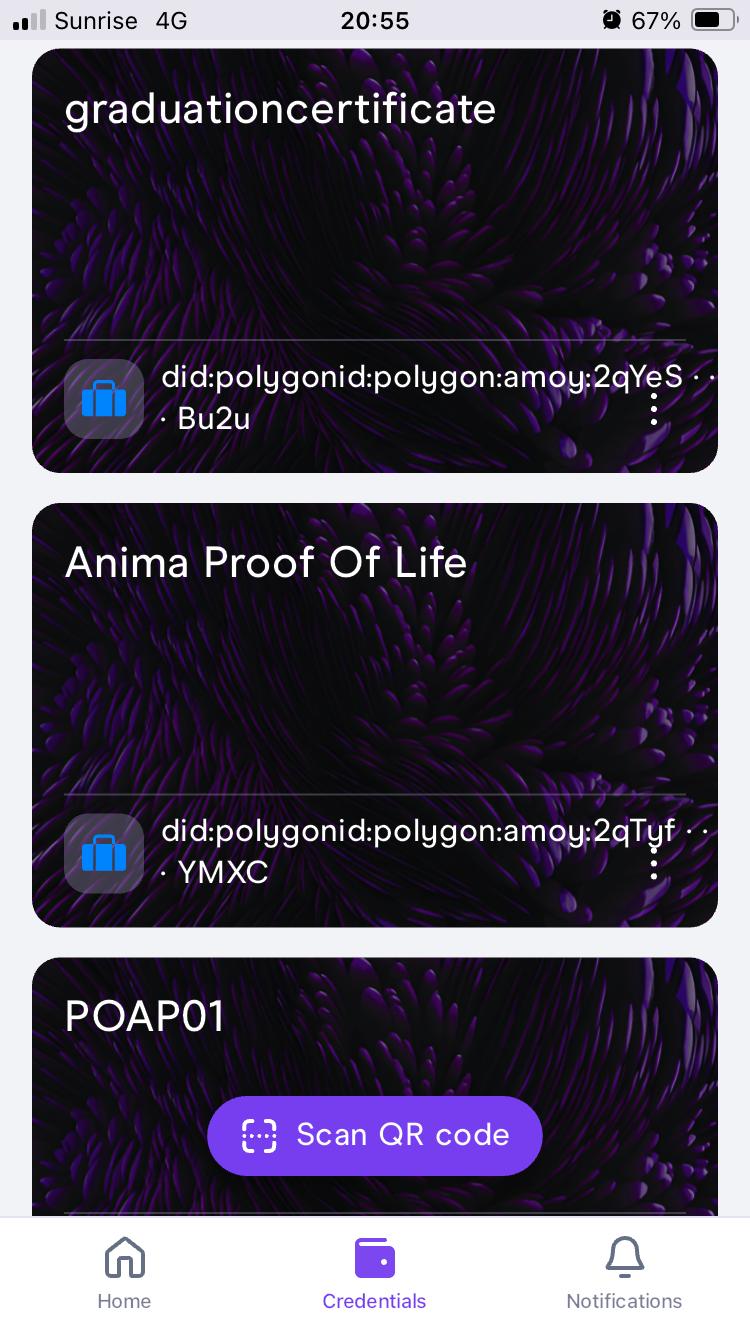 Sunrise 4G 20:55 67%
graduationcertificate
did:polygonid:polygon:amoy:2qYeS · ·
· Bu2u
Anima Proof Of Life
did:polygonid:polygon:amoy:2qTyf · ·
· YMXC
POAP01
Scan QR code
Home Credentials Notifications